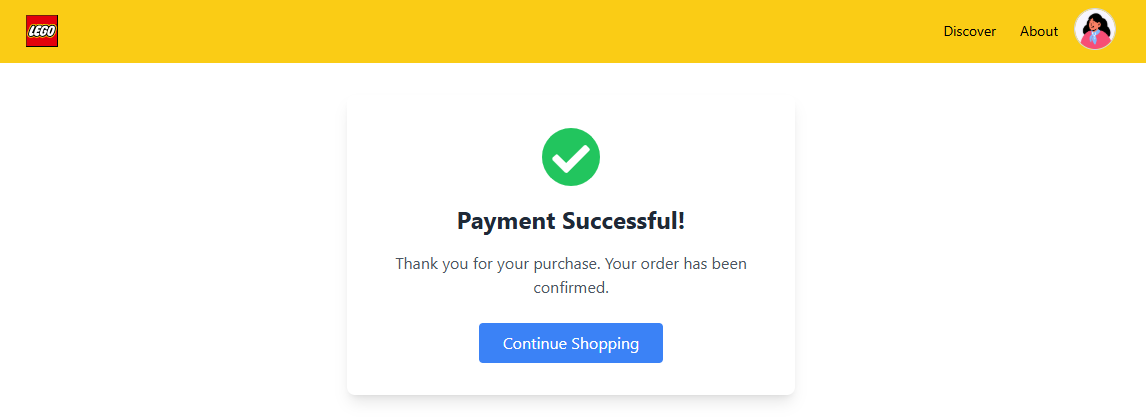 LEGO
Discover
About
Payment Successful!
Thank you for your purchase. Your order has been
confirmed.
Continue Shopping